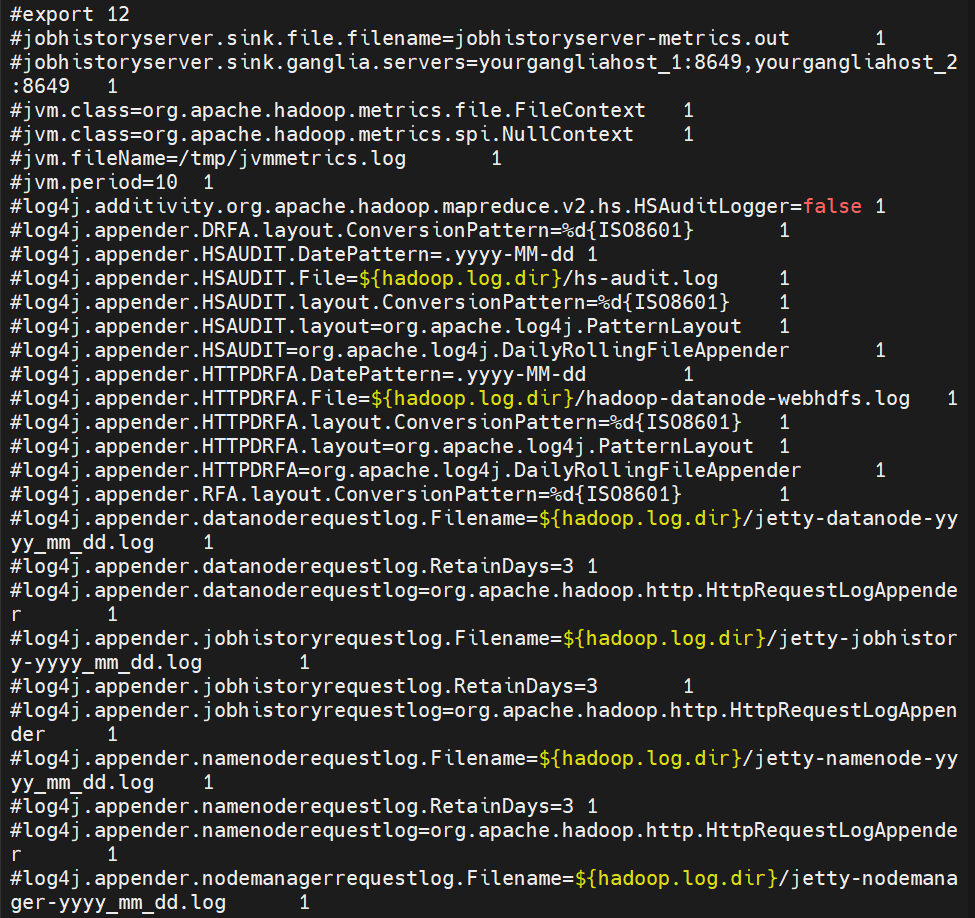 #export 12
#jobhistoryserver.sink.file.filename=jobhistoryserver-metrics.out	1
#jobhistoryserver.sink.ganglia.servers=yourgangliahost_1:8649,yourgangliahost_2
:8649	1
#jvm.class=org.apache.hadoop.metrics.file.FileContext	1
#jvm.class=org.apache.hadoop.metrics.spi.NullContext	1
#jvm.fileName=/tmp/jvmmetrics.log	1
#jvm.period=10	1
#log4j.additivity.org.apache.hadoop.mapreduce.v2.hs.HSAuditLogger=false	1
#log4j.appender.DRFA.layout.ConversionPattern=%d{ISO8601}	1
#log4j.appender.HSAUDIT.DatePattern=.yyyy-MM-dd	1
#log4j.appender.HSAUDIT.File=${hadoop.log.dir}/hs-audit.log	1
#log4j.appender.HSAUDIT.layout.ConversionPattern=%d{ISO8601}	1
#log4j.appender.HSAUDIT.layout=org.apache.log4j.PatternLayout	1
#log4j.appender.HSAUDIT=org.apache.log4j.DailyRollingFileAppender	1
#log4j.appender.HTTPDRFA.DatePattern=.yyyy-MM-dd	1
#log4j.appender.HTTPDRFA.File=${hadoop.log.dir}/hadoop-datanode-webhdfs.log	1
#log4j.appender.HTTPDRFA.layout.ConversionPattern=%d{ISO8601}	1
#log4j.appender.HTTPDRFA.layout=org.apache.log4j.PatternLayout	1
#log4j.appender.HTTPDRFA=org.apache.log4j.DailyRollingFileAppender	1
#log4j.appender.RFA.layout.ConversionPattern=%d{ISO8601}	1
#log4j.appender.datanoderequestlog.Filename=${hadoop.log.dir}/jetty-datanode-yy
yy_mm_dd.log	1
#log4j.appender.datanoderequestlog.RetainDays=3	1
#log4j.appender.datanoderequestlog=org.apache.hadoop.http.HttpRequestLogAppende
r	1
#log4j.appender.jobhistoryrequestlog.Filename=${hadoop.log.dir}/jetty-jobhistor
y-yyyy_mm_dd.log	1
#log4j.appender.jobhistoryrequestlog.RetainDays=3	1
#log4j.appender.jobhistoryrequestlog=org.apache.hadoop.http.HttpRequestLogAppen
der	1
#log4j.appender.namenoderequestlog.Filename=${hadoop.log.dir}/jetty-namenode-yy
yy_mm_dd.log	1
#log4j.appender.namenoderequestlog.RetainDays=3	1
#log4j.appender.namenoderequestlog=org.apache.hadoop.http.HttpRequestLogAppende
r	1
#log4j.appender.nodemanagerrequestlog.Filename=${hadoop.log.dir}/jetty-nodemana
ger-yyyy_mm_dd.log	1